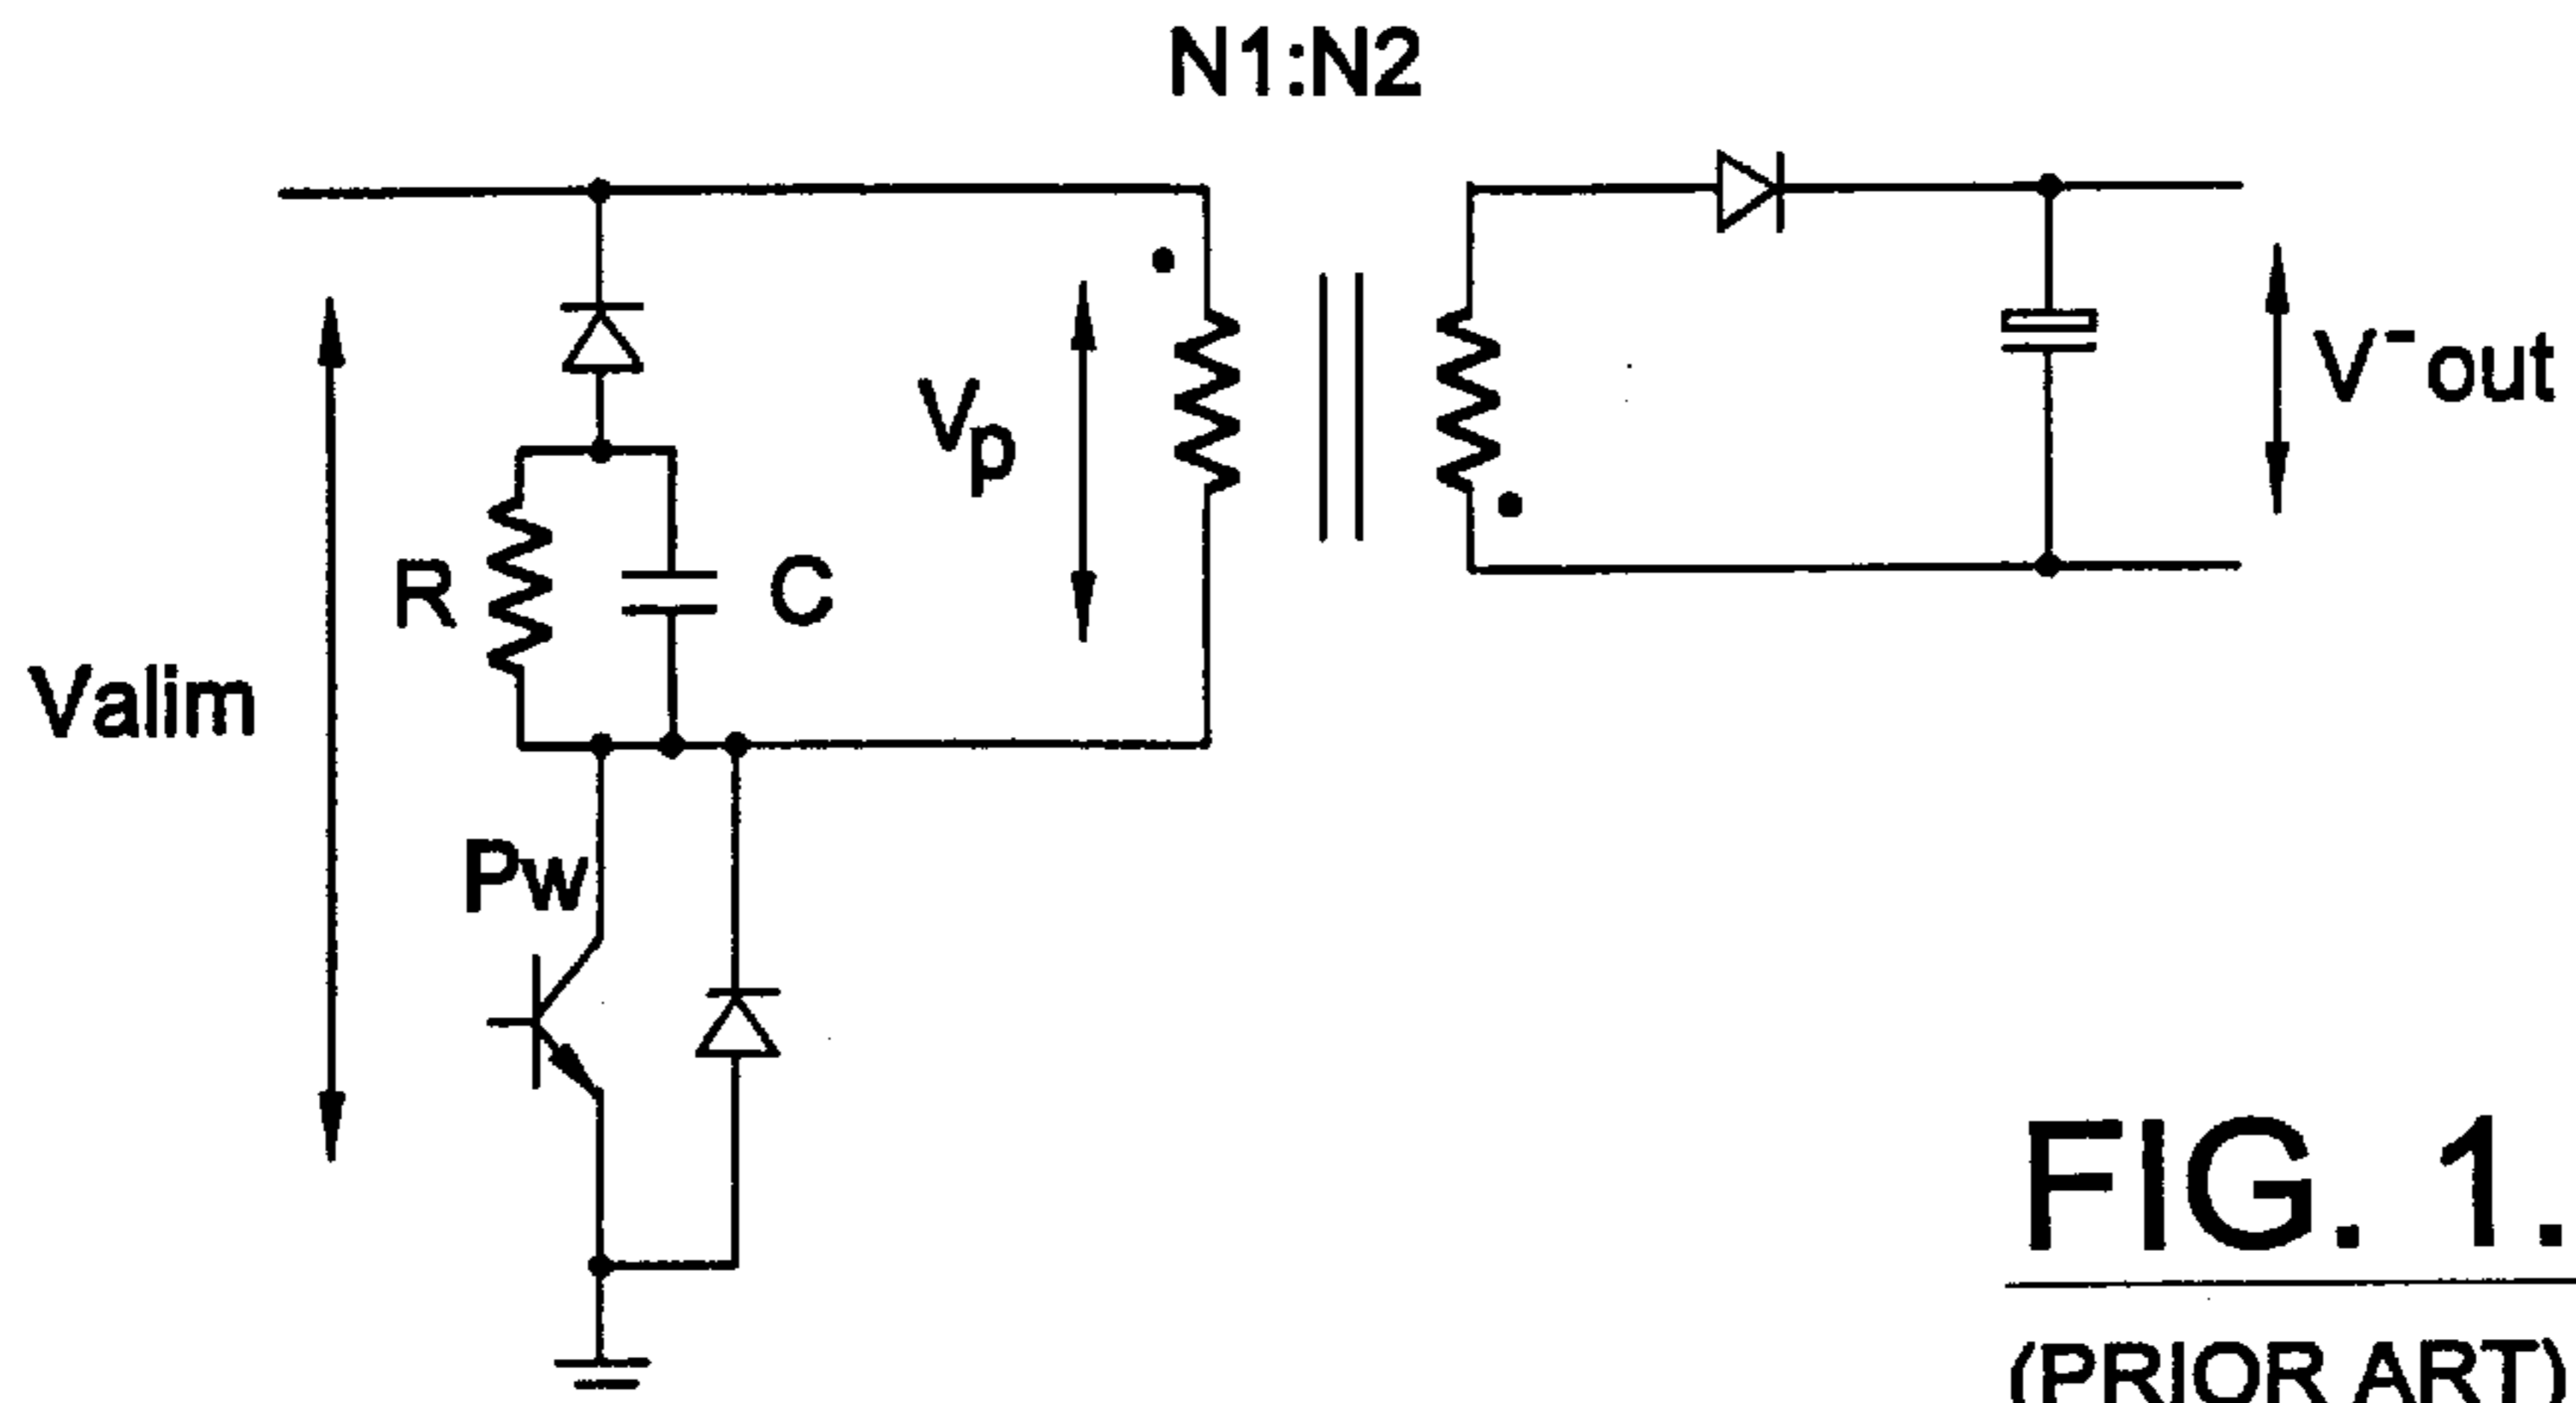 N1:N2
Vp
V-out
R
C
Valim
Pw
FIG. 1.
(PRIOR ART)